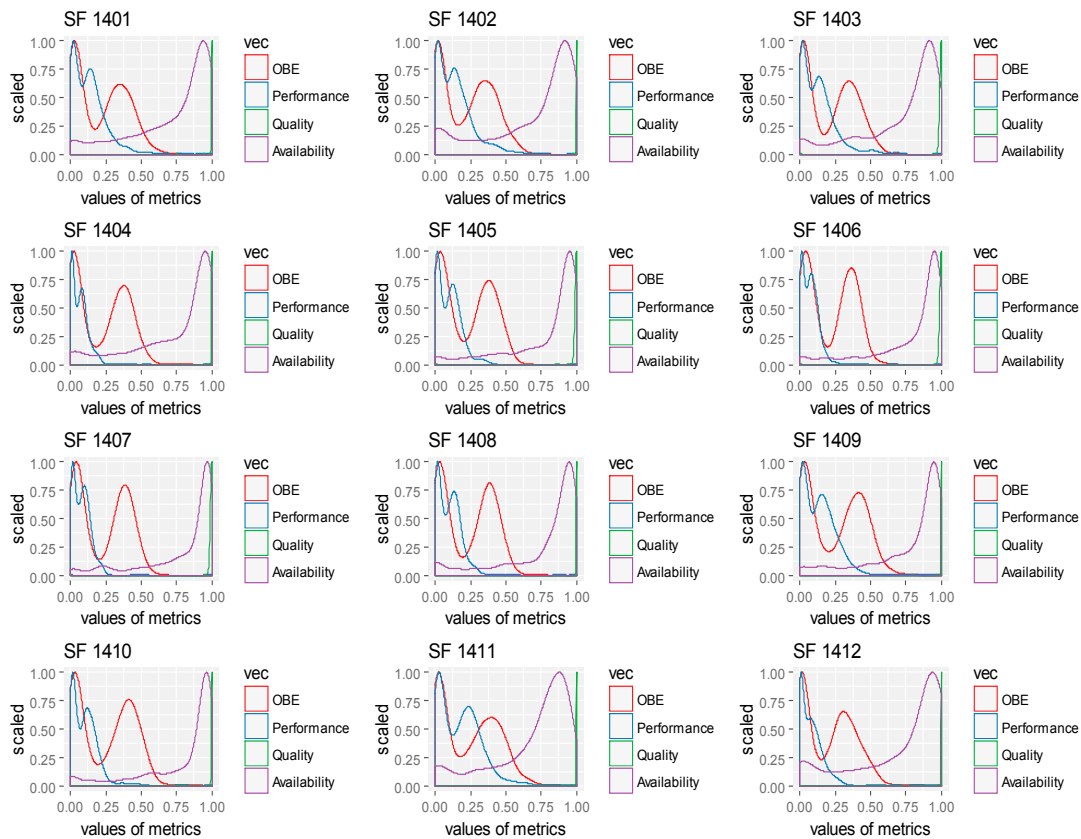 SF 1401
SF 1402
SF 1403
scaled
1.00
0.75
0.50
0.25
0.00
0.00 0.25 0.50 0.75 1.00
values of metrics
vec
OBE
Performance
Quality
Availability
scaled
1.00
0.75
0.50
0.25
0.00
0.00 0.25 0.50 0.75 1.00
values of metrics
vec
OBE
Performance
Quality
Availability
scaled
1.00
0.75
0.50
0.25
0.00
0.00 0.25 0.50 0.75 1.00
values of metrics
vec
OBE
Performance
Quality
Availability
SF 1404
SF 1405
SF 1406
scaled
1.00
0.75
0.50
0.25
0.00
0.00 0.25 0.50 0.75 1.00
values of metrics
vec
OBE
Performance
Quality
Availability
scaled
1.00
0.75
0.50
0.25
0.00
0.00 0.25 0.50 0.75 1.00
values of metrics
vec
OBE
Performance
Quality
Availability
scaled
1.00
0.75
0.50
0.25
0.00
0.00 0.25 0.50 0.75 1.00
values of metrics
vec
OBE
Performance
Quality
Availability
SF 1407
SF 1408
SF 1409
scaled
1.00
0.75
0.50
0.25
0.00
0.00 0.25 0.50 0.75 1.00
values of metrics
vec
OBE
Performance
Quality
Availability
scaled
1.00
0.75
0.50
0.25
0.00
0.00 0.25 0.50 0.75 1.00
values of metrics
vec
OBE
Performance
Quality
Availability
scaled
1.00
0.75
0.50
0.25
0.00
0.00 0.25 0.50 0.75 1.00
values of metrics
vec
OBE
Performance
Quality
Availability
SF 1410
SF 1411
SF 1412
scaled
1.00
0.75
0.50
0.25
0.00
0.00 0.25 0.50 0.75 1.00
values of metrics
vec
OBE
Performance
Quality
Availability
scaled
1.00
0.75
0.50
0.25
0.00
0.00 0.25 0.50 0.75 1.00
values of metrics
vec
OBE
Performance
Quality
Availability
scaled
1.00
0.75
0.50
0.25
0.00
0.00 0.25 0.50 0.75 1.00
values of metrics
vec
OBE
Performance
Quality
Availability